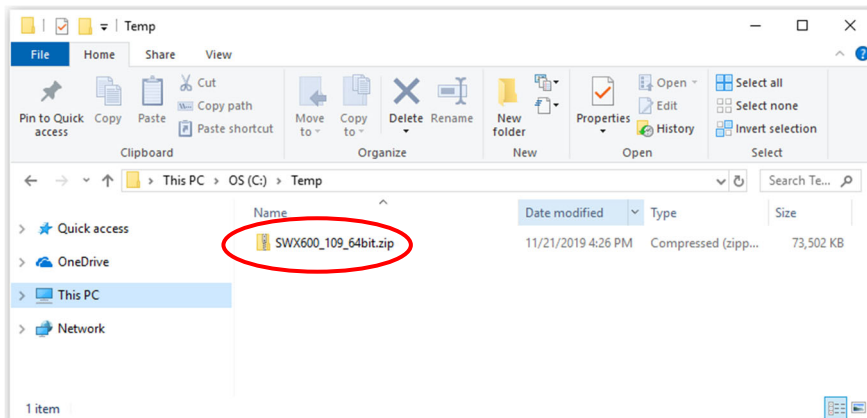 Temp
File Home Share View
Pin to Quick access
Copy
Paste
Cut
Copy path
Paste shortcut
Move to
Copy to
Delete
Rename
New folder
Properties
Open
Edit
History
Select all
Select none
Invert selection
Clipboard Organize New Open Select
This PC > OS (C:) > Temp
Search Te...
Name Date modified Type Size
SWX600_109_64bit.zip 11/21/2019 4:26 PM Compressed (zipp... 73,502 KB
Quick access
OneDrive
This PC
Network
1 item